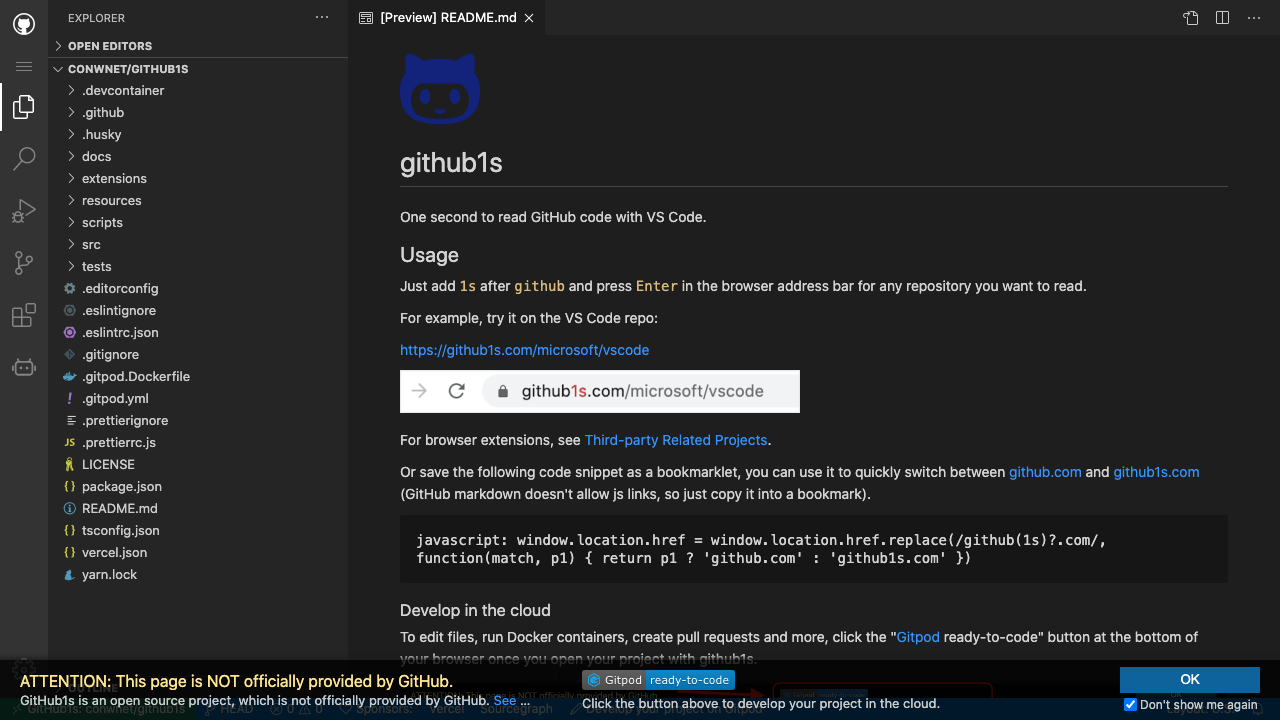 EXPLORER
OPEN EDITORS
CONWNET/GITHUB1S
.devcontainer
.github
.husky
docs
extensions
resources
scripts
src
tests
.editorconfig
.eslintignore
.eslintrc.json
.gitignore
.gitpod.Dockerfile
.gitpod.yml
.prettierignore
.prettierrc.js
LICENSE
package.json
README.md
tsconfig.json
vercel.json
yarn.lock
OUTLINE
[Preview] README.md
github1s
One second to read GitHub code with VS Code.
Usage
Just add 1s after github and press Enter in the browser address bar for any repository you want to read.
For example, try it on the VS Code repo:
https://github1s.com/microsoft/vscode
github1s.com/microsoft/vscode
For browser extensions, see Third-party Related Projects.
Or save the following code snippet as a bookmarklet, you can use it to quickly switch between github.com and github1s.com
(GitHub markdown doesn't allow js links, so just copy it into a bookmark).
javascript: window.location.href = window.location.href.replace(/github(1s)?.com/,
function(match, p1) { return p1 ? 'github.com' : 'github1s.com' })
Develop in the cloud
To edit files, run Docker containers, create pull requests and more, click the "Gitpod ready-to-code" button at the bottom of
your browser once you open your project with github1s.
ATTENTION: This page is NOT officially provided by GitHub.
GitHub1s is an open source project, which is not officially provided by GitHub. See ...
Gitpod ready-to-code
Click the button above to develop your project in the cloud.
OK
Don't show me again